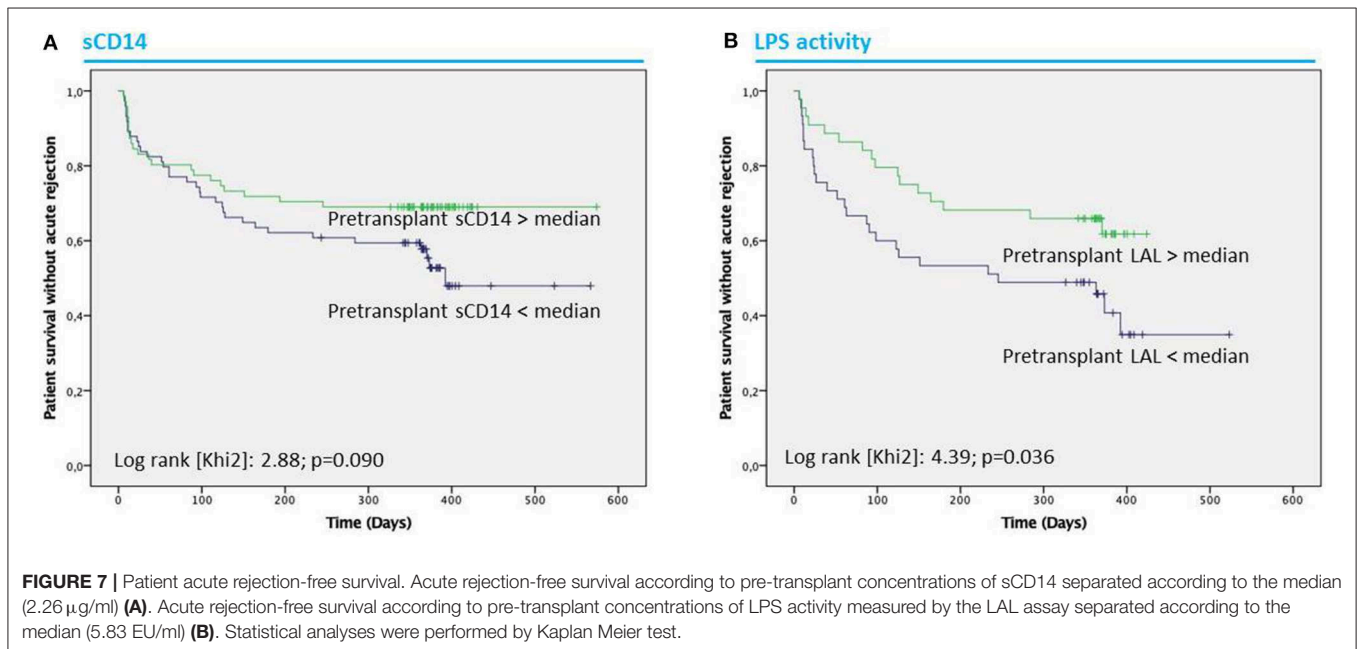 A sCD14
1,0
0,8
0,6
0,4
0,2
0,0
Patient survival without acute rejection
Pretransplant sCD14 > median
Pretransplant sCD14 < median
Log rank [Khi2]: 2.88; p=0.090
0 100 200 300 400 500 600
Time (Days)
B LPS activity
1,0
0,8
0,6
0,4
0,2
0,0
Patient survival without acute rejection
Pretransplant LAL > median
Pretransplant LAL < median
Log rank [Khi2]: 4.39; p=0.036
0 100 200 300 400 500 600
Time (Days)
FIGURE 7 | Patient acute rejection-free survival. Acute rejection-free survival according to pre-transplant concentrations of sCD14 separated according to the median
(2.26 μg/ml) (A). Acute rejection-free survival according to pre-transplant concentrations of LPS activity measured by the LAL assay separated according to the
median (5.83 EU/ml) (B). Statistical analyses were performed by Kaplan Meier test.